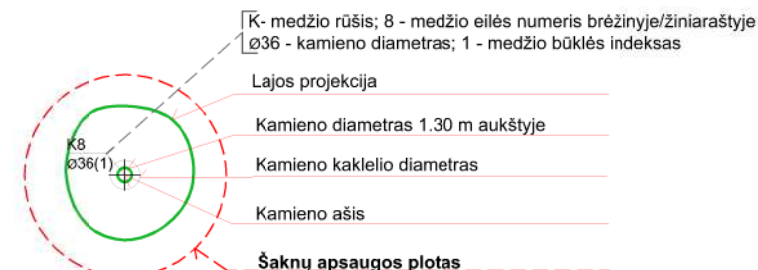 K- medžio rūšis; 8 - medžio eilės numeris brėžinyje/žiniaraštyje
Ø36 - kamieno diametras; 1 - medžio būklės indeksas
Lajos projekcija
Kamieno diametras 1.30 m aukštyje
K8
Ø36(1)
Kamieno kaklelio diametras
Kamieno ašis
Šaknų apsaugos plotas